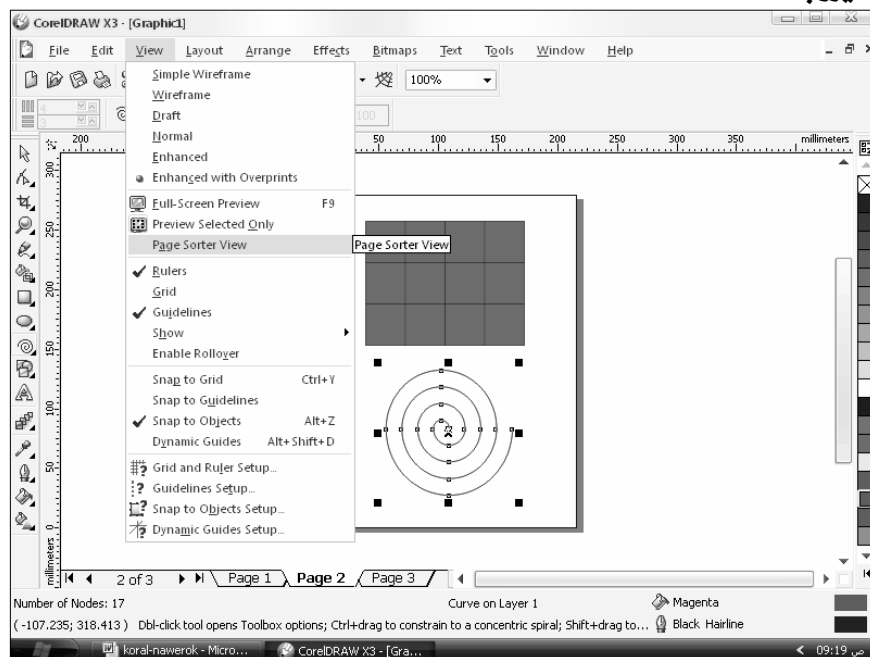 CorelDRAW X3 - [Graphic1]
File Edit View Layout Arrange Effects Bitmaps Text Tools Window Help
100%
4
3
100
Simple Wireframe
Wireframe
Draft
Normal
Enhanced
Enhanced with Overprints
Full-Screen Preview F9
Preview Selected Only
Page Sorter View
Page Sorter View
Rulers
Grid
Guidelines
Show
Enable Rollover
Snap to Grid Ctrl+Y
Snap to Guidelines
Snap to Objects Alt+Z
Dynamic Guides Alt+Shift+D
Grid and Ruler Setup...
Guidelines Setup...
Snap to Objects Setup...
Dynamic Guides Setup...
200 50 100 150 200 250 300 350 millimeters
300
250
200
150
100
50
0
millimeters
2 of 3 Page 1 Page 2 Page 3
Number of Nodes: 17 Curve on Layer 1 Magenta
( -107.235; 318.413 ) Dbl-click tool opens Toolbox options; Ctrl+drag to constrain to a concentric spiral; Shift+drag to... Black Hairline
koral-nawerok - Micro... CorelDRAW X3 - [Gra... 09:19 ص